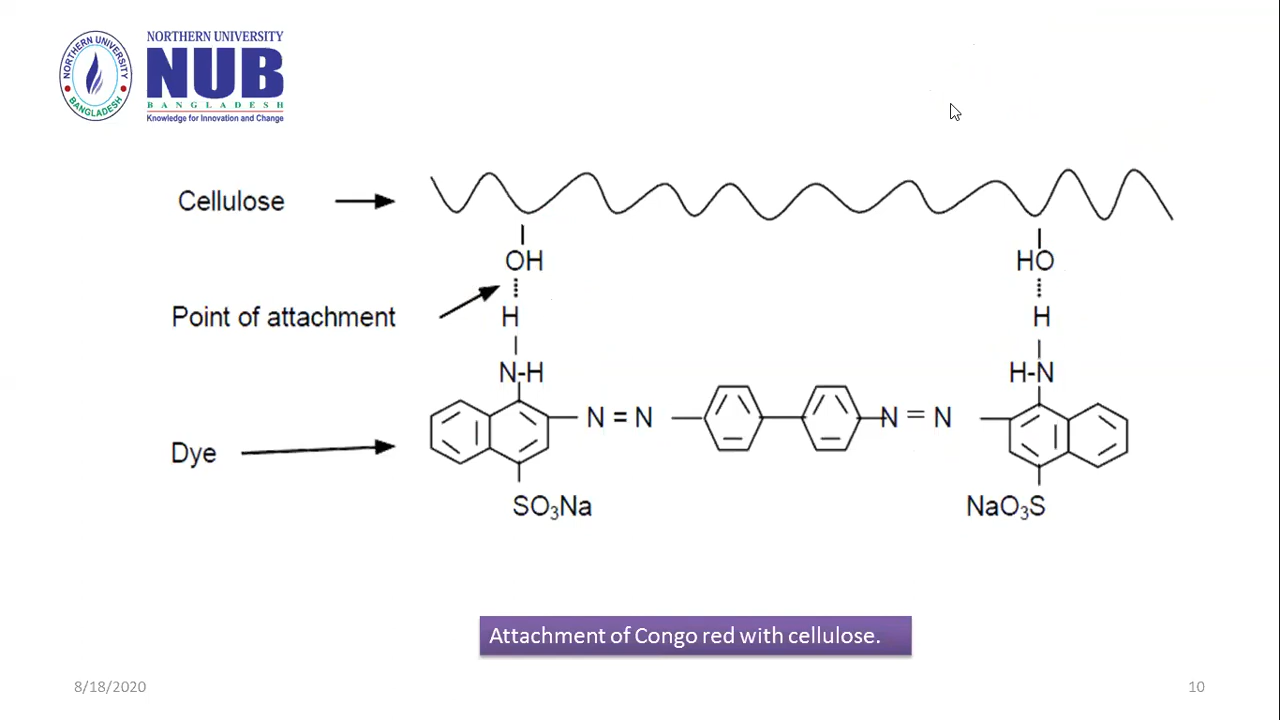 NORTHERN UNIVERSITY
BANGLADESH
NORTHERN UNIVERSITY
NUB
BANGLADESH
Knowledge for Innovation and Change
Cellulose
OH
HO
Point of attachment
H
H
N-H
H-N
N = N
N = N
Dye
SO₃Na
NaO₃S
Attachment of Congo red with cellulose.
8/18/2020
10